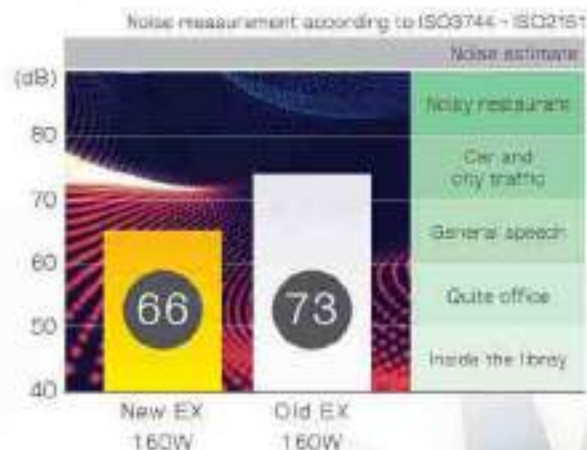 Noise measurement according to ISO3744 - ISO2151
Noise estimate
(dB)
80
70
60
50
40
Noisy restaurant
Car and
city traffic
General speech
Quite office
Inside the libray
66
73
New EX
160W
Old EX
160W